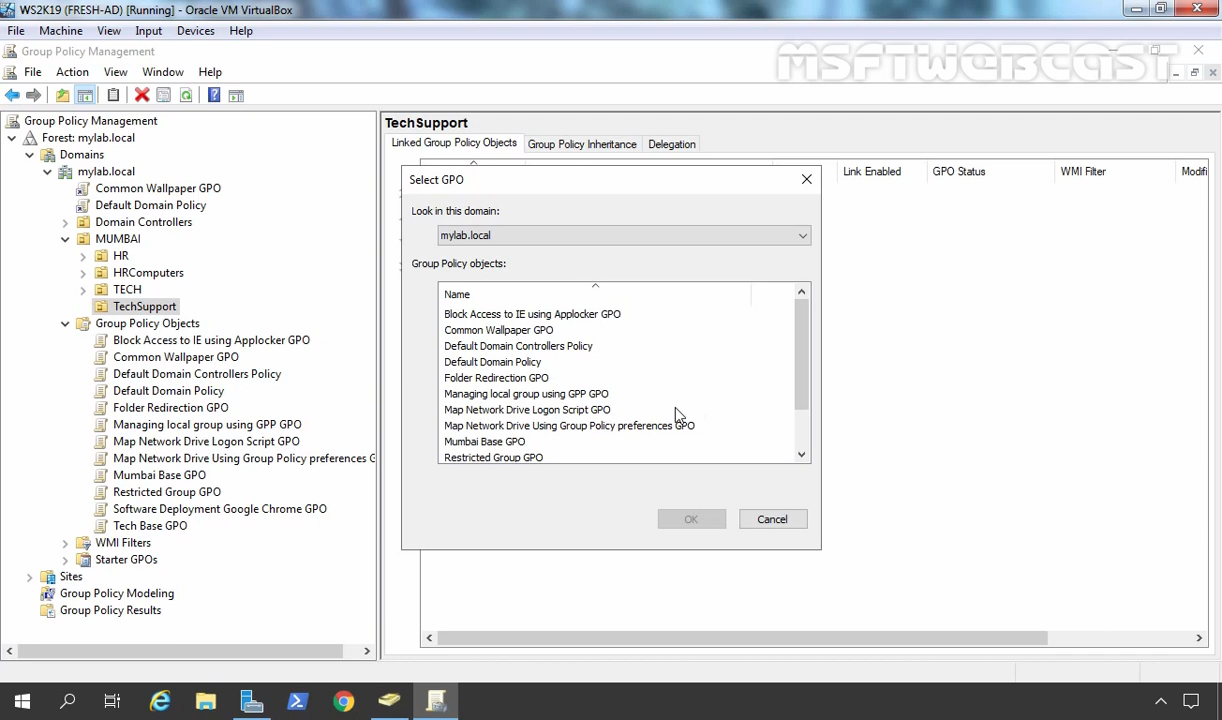 WS2K19 (FRESH-AD) [Running] - Oracle VM VirtualBox
File Machine View Input Devices Help
Group Policy Management
MSFTWEBCAST
File Action View Window Help
Group Policy Management
Forest: mylab.local
Domains
mylab.local
Common Wallpaper GPO
Default Domain Policy
Domain Controllers
MUMBAI
HR
HRComputers
TECH
TechSupport
Group Policy Objects
Block Access to IE using Applocker GPO
Common Wallpaper GPO
Default Domain Controllers Policy
Default Domain Policy
Folder Redirection GPO
Managing local group using GPP GPO
Map Network Drive Logon Script GPO
Map Network Drive Using Group Policy preferences G
Mumbai Base GPO
Restricted Group GPO
Software Deployment Google Chrome GPO
Tech Base GPO
WMI Filters
Starter GPOs
Sites
Group Policy Modeling
Group Policy Results
TechSupport
Linked Group Policy Objects Group Policy Inheritance Delegation
Link Enabled GPO Status WMI Filter Modifi
Select GPO
Look in this domain:
mylab.local
Group Policy objects:
Name
Block Access to IE using Applocker GPO
Common Wallpaper GPO
Default Domain Controllers Policy
Default Domain Policy
Folder Redirection GPO
Managing local group using GPP GPO
Map Network Drive Logon Script GPO
Map Network Drive Using Group Policy preferences GPO
Mumbai Base GPO
Restricted Group GPO
OK Cancel